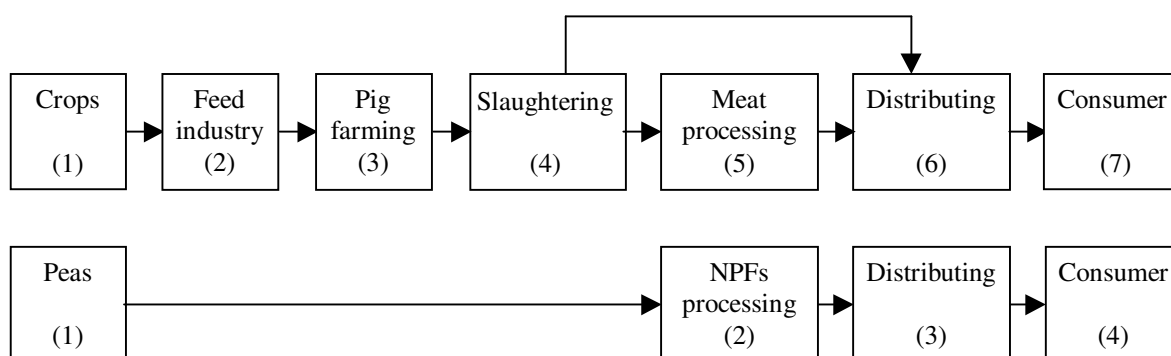 Crops
(1)
Feed
industry
(2)
Pig
farming
(3)
Slaughtering
(4)
Meat
processing
(5)
Distributing
(6)
Consumer
(7)
Peas
(1)
NPFs
processing
(2)
Distributing
(3)
Consumer
(4)